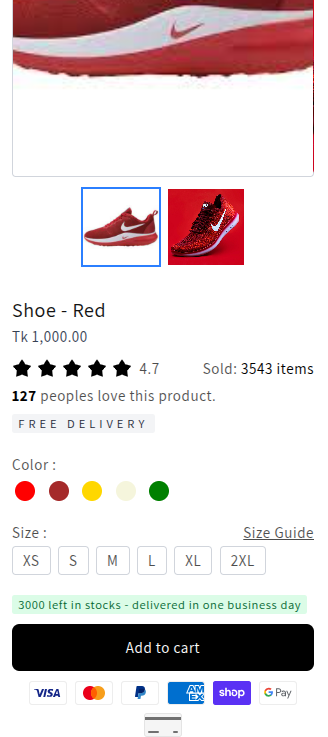 Shoe - Red
Tk 1,000.00
4.7 Sold: 3543 items
127 peoples love this product.
FREE DELIVERY
Color :
Size : Size Guide
XS S M L XL 2XL
3000 left in stocks - delivered in one business day
Add to cart
VISA AMEX shop G Pay